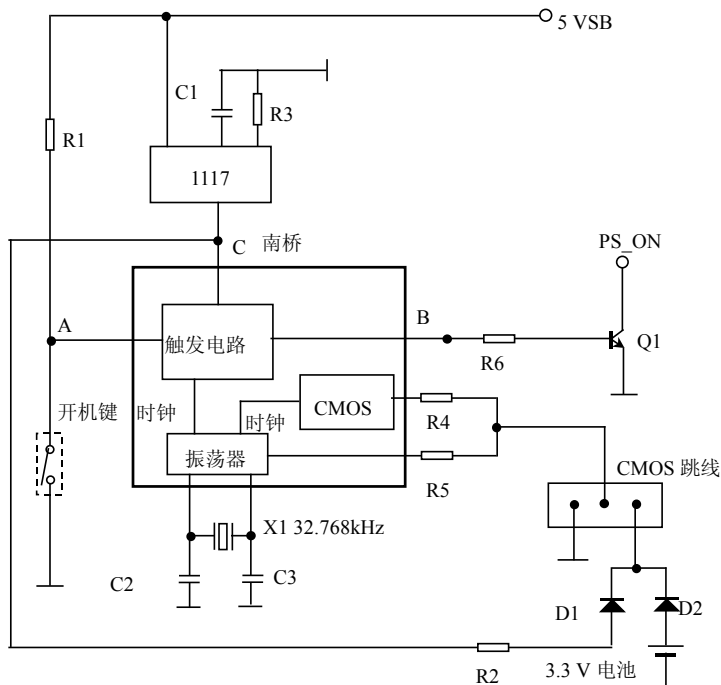 5 VSB
C1
R3
R1
1117
C
南桥
PS_ON
A
B
触发电路
R6
Q1
开机键
时钟
时钟
CMOS
R4
振荡器
R5
CMOS 跳线
X1 32.768kHz
C2
C3
D1
D2
R2
3.3 V 电池